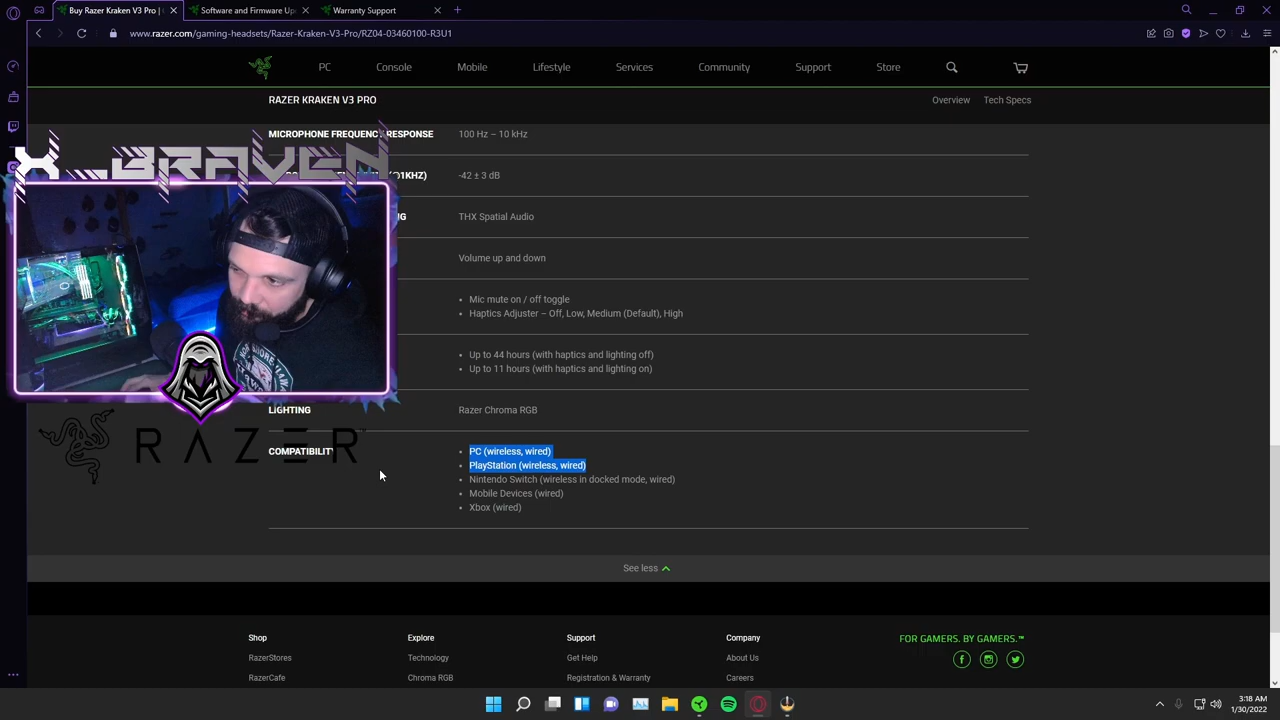 Buy Razer Kraken V3 Pro |
Software and Firmware Up
Warranty Support
www.razer.com/gaming-headsets/Razer-Kraken-V3-Pro/RZ04-03460100-R3U1
PC
Console
Mobile
Lifestyle
Services
Community
Support
Store
RAZER KRAKEN V3 PRO
Overview
Tech Specs
MICROPHONE FREQUENCY RESPONSE
100 Hz – 10 kHz
X_BRAVEN
@1KHZ)
-42 ± 3 dB
THX Spatial Audio
Volume up and down
• Mic mute on / off toggle
• Haptics Adjuster – Off, Low, Medium (Default), High
• Up to 44 hours (with haptics and lighting off)
• Up to 11 hours (with haptics and lighting on)
LIGHTING
Razer Chroma RGB
RAZER
COMPATIBILITY
• PC (wireless, wired)
• PlayStation (wireless, wired)
• Nintendo Switch (wireless in docked mode, wired)
• Mobile Devices (wired)
• Xbox (wired)
See less
Shop
Explore
Support
Company
FOR GAMERS. BY GAMERS.™
RazerStores
Technology
Get Help
About Us
RazerCafe
Chroma RGB
Registration & Warranty
Careers
3:18 AM
1/30/2022